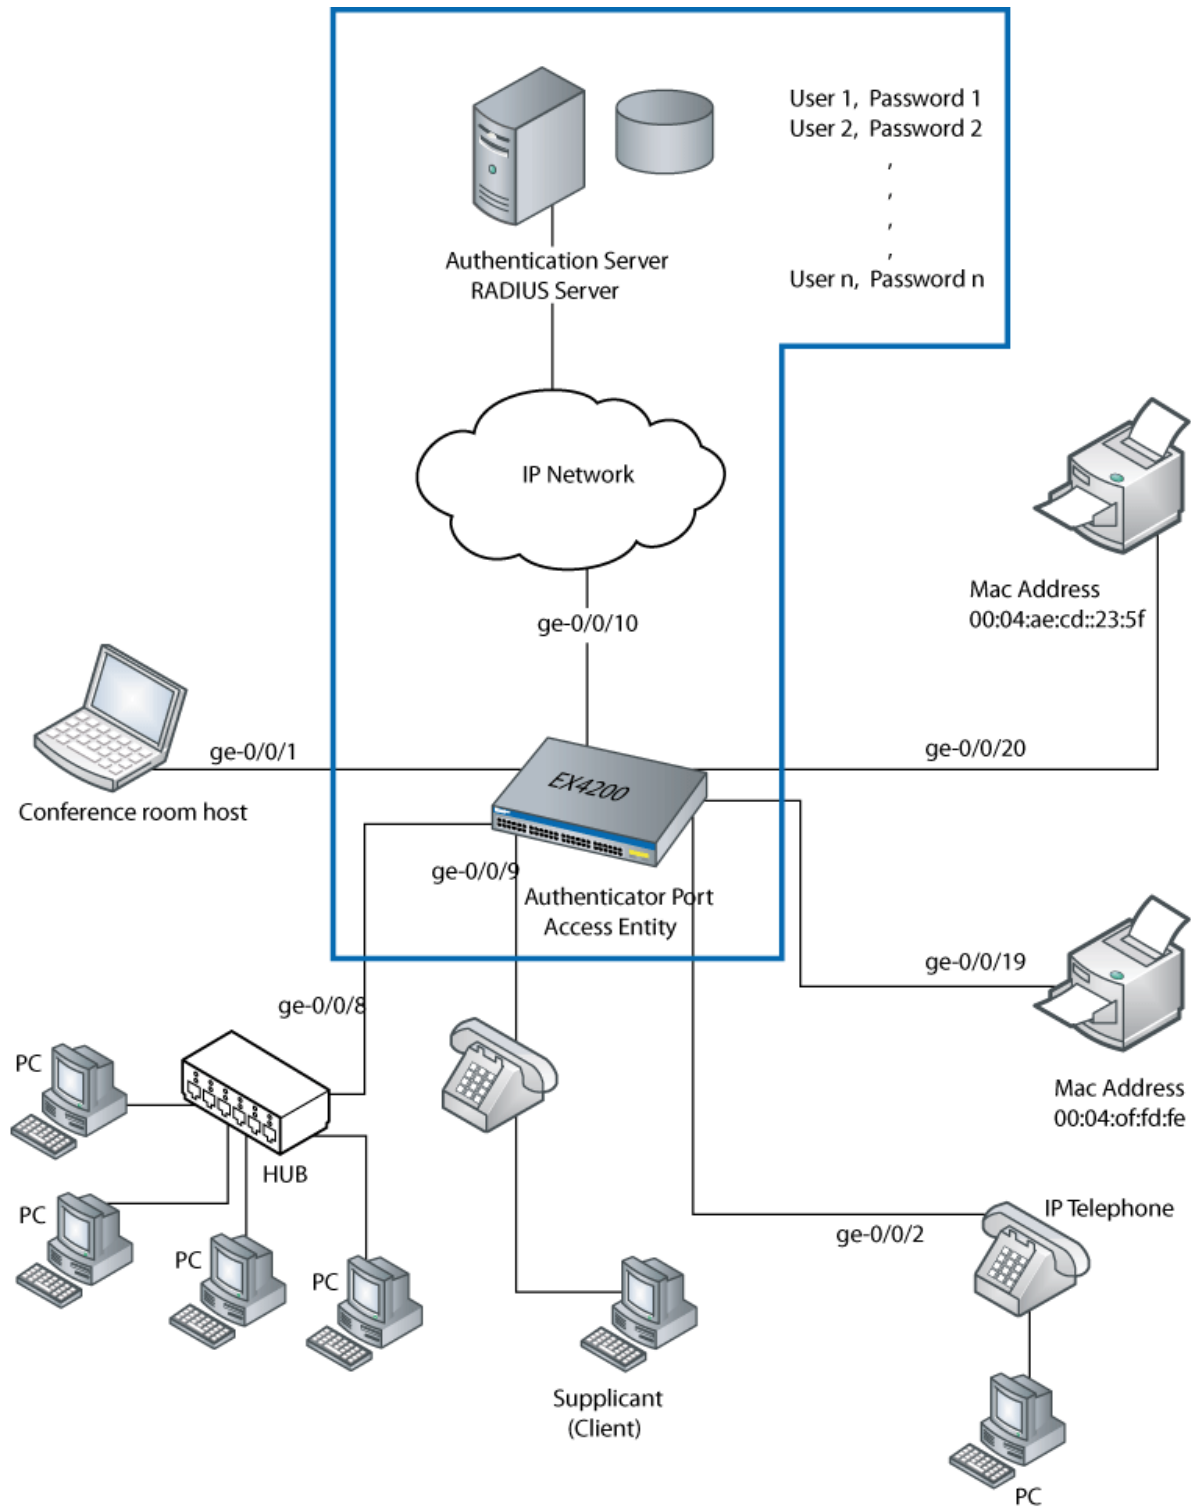 User 1, Password 1
User 2, Password 2
,
,
,
,
User n, Password n
Authentication Server
RADIUS Server
IP Network
ge-0/0/10
Mac Address
00:04:ae:cd::23:5f
ge-0/0/1
ge-0/0/20
Conference room host
EX4200
ge-0/0/9
Authenticator Port
Access Entity
ge-0/0/19
ge-0/0/8
PC
Mac Address
00:04:of:fd:fe
HUB
PC
IP Telephone
ge-0/0/2
PC
PC
Supplicant
(Client)
PC